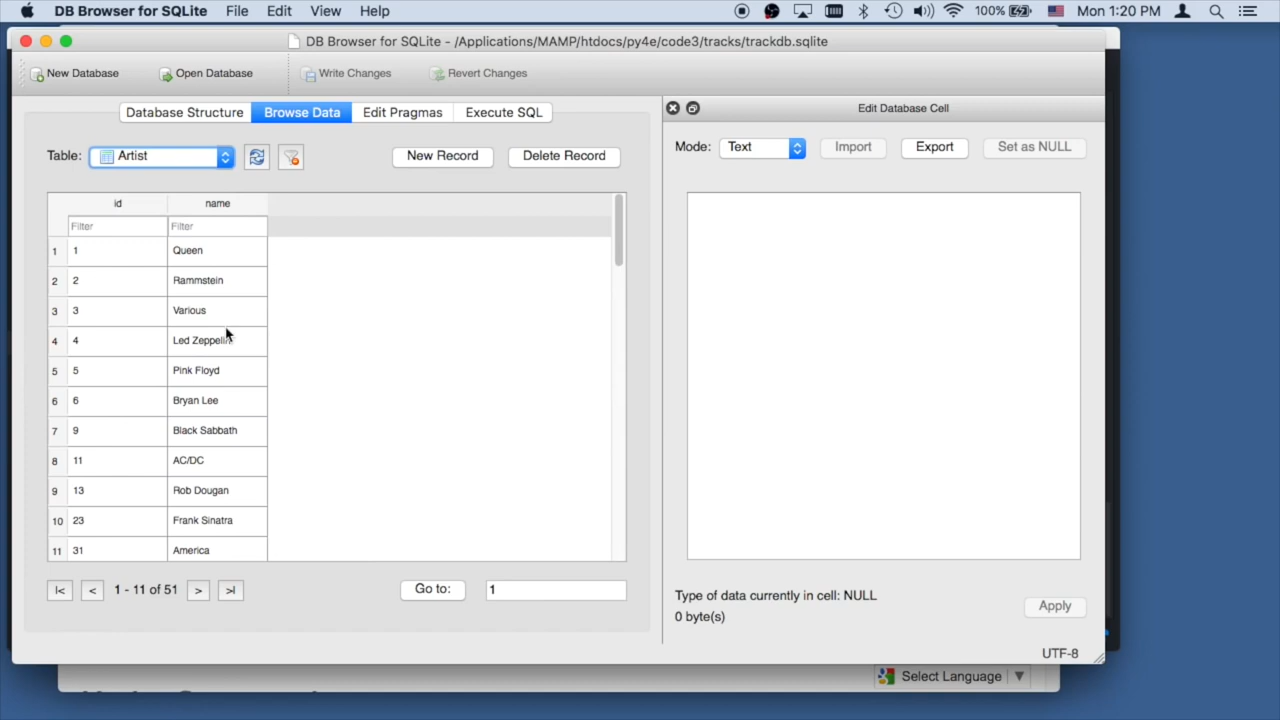 DB Browser for SQLite File Edit View Help 100% Mon 1:20 PM
DB Browser for SQLite - /Applications/MAMP/htdocs/py4e/code3/tracks/trackdb.sqlite
New Database Open Database Write Changes Revert Changes
Database Structure Browse Data Edit Pragmas Execute SQL
Table: Artist New Record Delete Record
id name
Filter Filter
1 1 Queen
2 2 Rammstein
3 3 Various
4 4 Led Zeppelin
5 5 Pink Floyd
6 6 Bryan Lee
7 9 Black Sabbath
8 11 AC/DC
9 13 Rob Dougan
10 23 Frank Sinatra
11 31 America
|< < 1 - 11 of 51 > >| Go to: 1
Edit Database Cell
Mode: Text Import Export Set as NULL
Type of data currently in cell: NULL
0 byte(s)
Apply
UTF-8
Select Language